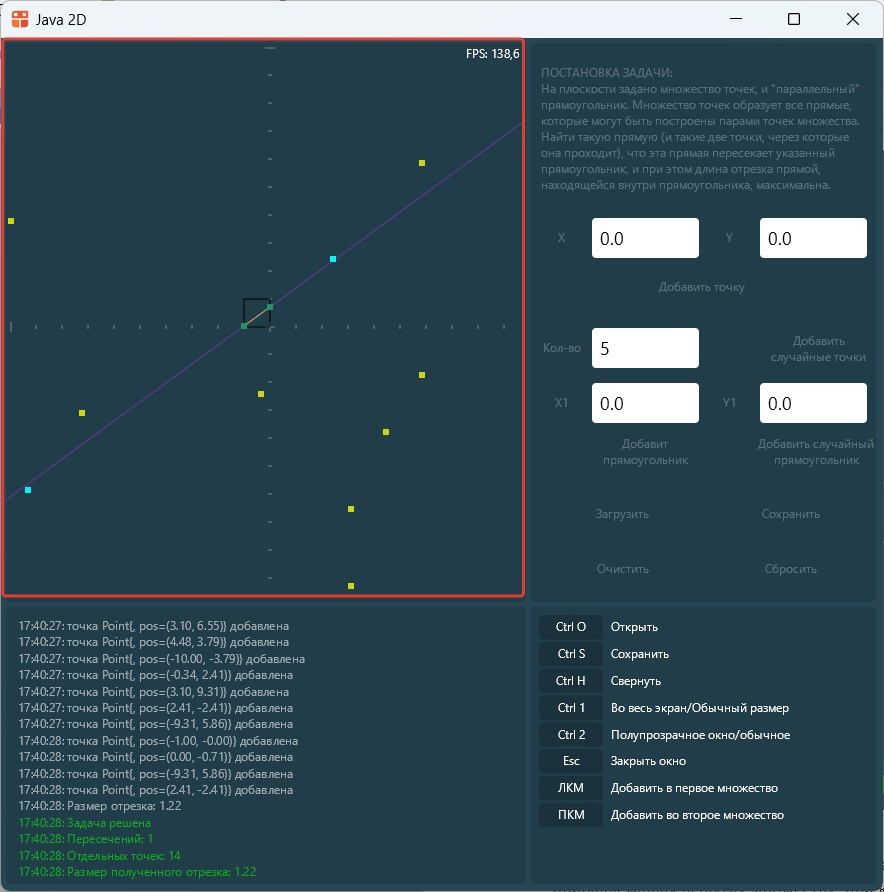 Java 2D
FPS: 138,6
ПОСТАНОВКА ЗАДАЧИ:
На плоскости задано множество точек, и "параллельный"
прямоугольник. Множество точек образует все прямые,
которые могут быть построены парами точек множества.
Найти такую прямую (и такие две точки, через которые
она проходит), что эта прямая пересекает указанный
прямоугольник, и при этом длина отрезка прямой,
находящейся внутри прямоугольника, максимальна.
X 0.0 Y 0.0
Добавить точку
Кол-во 5 Добавить
случайные точки
X1 0.0 Y1 0.0
Добавит
прямоугольник
Добавить случайный
прямоугольник
Загрузить Сохранить
Очистить Сбросить
17:40:27: точка Point{, pos=(3.10, 6.55)} добавлена
17:40:27: точка Point{, pos=(4.48, 3.79)} добавлена
17:40:27: точка Point{, pos=(-10.00, -3.79)} добавлена
17:40:27: точка Point{, pos=(-0.34, 2.41)} добавлена
17:40:27: точка Point{, pos=(3.10, 9.31)} добавлена
17:40:27: точка Point{, pos=(2.41, -2.41)} добавлена
17:40:27: точка Point{, pos=(-9.31, 5.86)} добавлена
17:40:28: точка Point{, pos=(-1.00, -0.00)} добавлена
17:40:28: точка Point{, pos=(0.00, -0.71)} добавлена
17:40:28: точка Point{, pos=(-9.31, 5.86)} добавлена
17:40:28: точка Point{, pos=(2.41, -2.41)} добавлена
17:40:28: Размер отрезка: 1.22
17:40:28: Задача решена
17:40:28: Пересечений: 1
17:40:28: Отдельных точек: 14
17:40:28: Размер полученного отрезка: 1.22
Ctrl O Открыть
Ctrl S Сохранить
Ctrl H Свернуть
Ctrl 1 Во весь экран/Обычный размер
Ctrl 2 Полупрозрачное окно/обычное
Esc Закрыть окно
ЛКМ Добавить в первое множество
ПКМ Добавить во второе множество